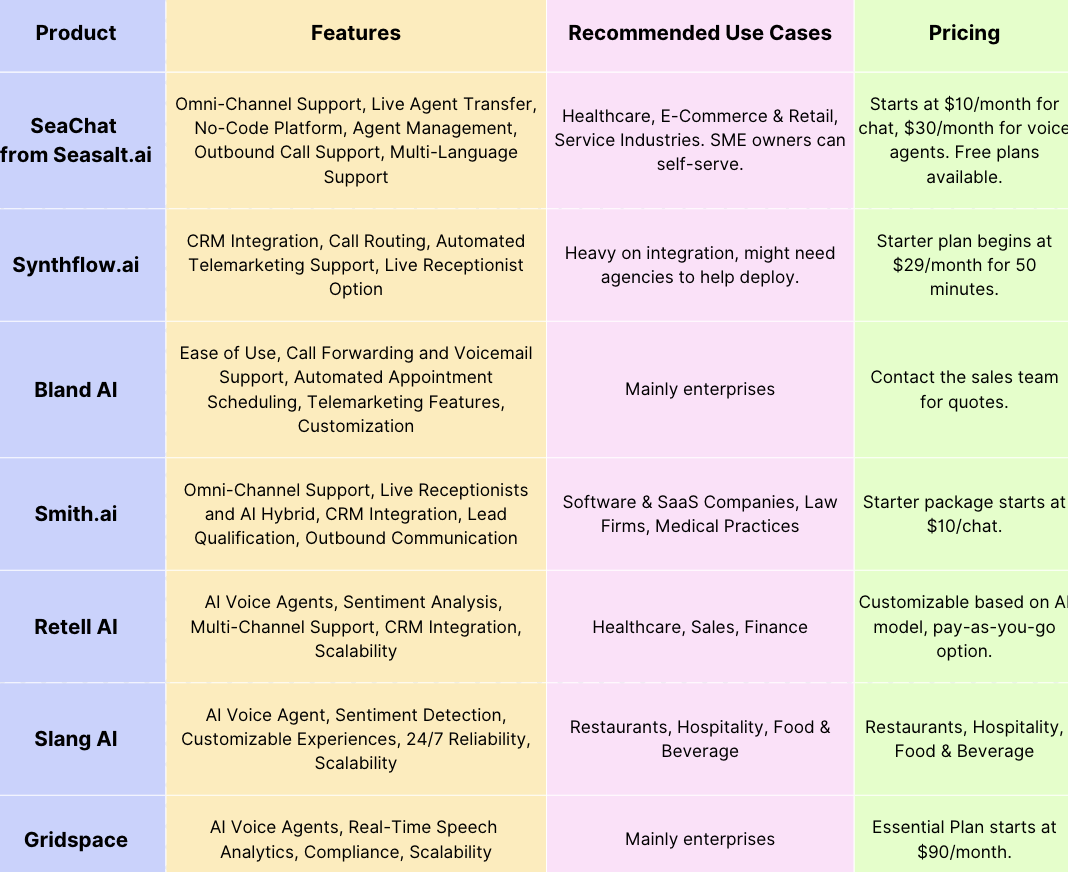 Product
Features
Recommended Use Cases
Pricing
SeaChat
from Seasalt.ai
Omni-Channel Support, Live Agent Transfer,
No-Code Platform, Agent Management,
Outbound Call Support, Multi-Language
Support
Healthcare, E-Commerce & Retail,
Service Industries. SME owners can
self-serve.
Starts at $10/month for
chat, $30/month for voice
agents. Free plans
available.
Synthflow.ai
CRM Integration, Call Routing, Automated
Telemarketing Support, Live Receptionist
Option
Heavy on integration, might need
agencies to help deploy.
Starter plan begins at
$29/month for 50
minutes.
Bland AI
Ease of Use, Call Forwarding and Voicemail
Support, Automated Appointment
Scheduling, Telemarketing Features,
Customization
Mainly enterprises
Contact the sales team
for quotes.
Smith.ai
Omni-Channel Support, Live Receptionists
and AI Hybrid, CRM Integration, Lead
Qualification, Outbound Communication
Software & SaaS Companies, Law
Firms, Medical Practices
Starter package starts at
$10/chat.
Retell AI
AI Voice Agents, Sentiment Analysis,
Multi-Channel Support, CRM Integration,
Scalability
Healthcare, Sales, Finance
Customizable based on AI
model, pay-as-you-go
option.
Slang AI
AI Voice Agent, Sentiment Detection,
Customizable Experiences, 24/7 Reliability,
Scalability
Restaurants, Hospitality, Food &
Beverage
Restaurants, Hospitality,
Food & Beverage
Gridspace
AI Voice Agents, Real-Time Speech
Analytics, Compliance, Scalability
Mainly enterprises
Essential Plan starts at
$90/month.